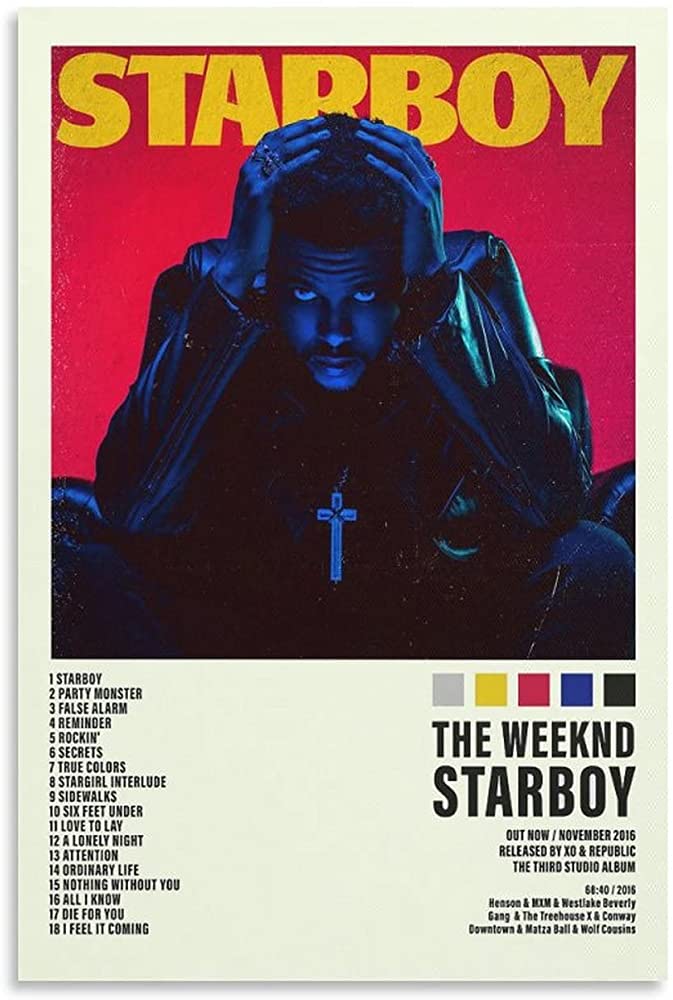 STARBOY
1 STARBOY
2 PARTY MONSTER
3 FALSE ALARM
4 REMINDER
5 ROCKIN'
6 SECRETS
7 TRUE COLORS
8 STARGIRL INTERLUDE
9 SIDEWALKS
10 SIX FEET UNDER
11 LOVE TO LAY
12 A LONELY NIGHT
13 ATTENTION
14 ORDINARY LIFE
15 NOTHING WITHOUT YOU
16 ALL I KNOW
17 DIE FOR YOU
18 I FEEL IT COMING
THE WEEKND
STARBOY
OUT NOW / NOVEMBER 2016
RELEASED BY XO & REPUBLIC
THE THIRD STUDIO ALBUM
68:40 / 2016
Henson & MXM & Westlake Beverly
Gang & The Treehouse X & Conway
Downtown & Matza Ball & Wolf Cousins